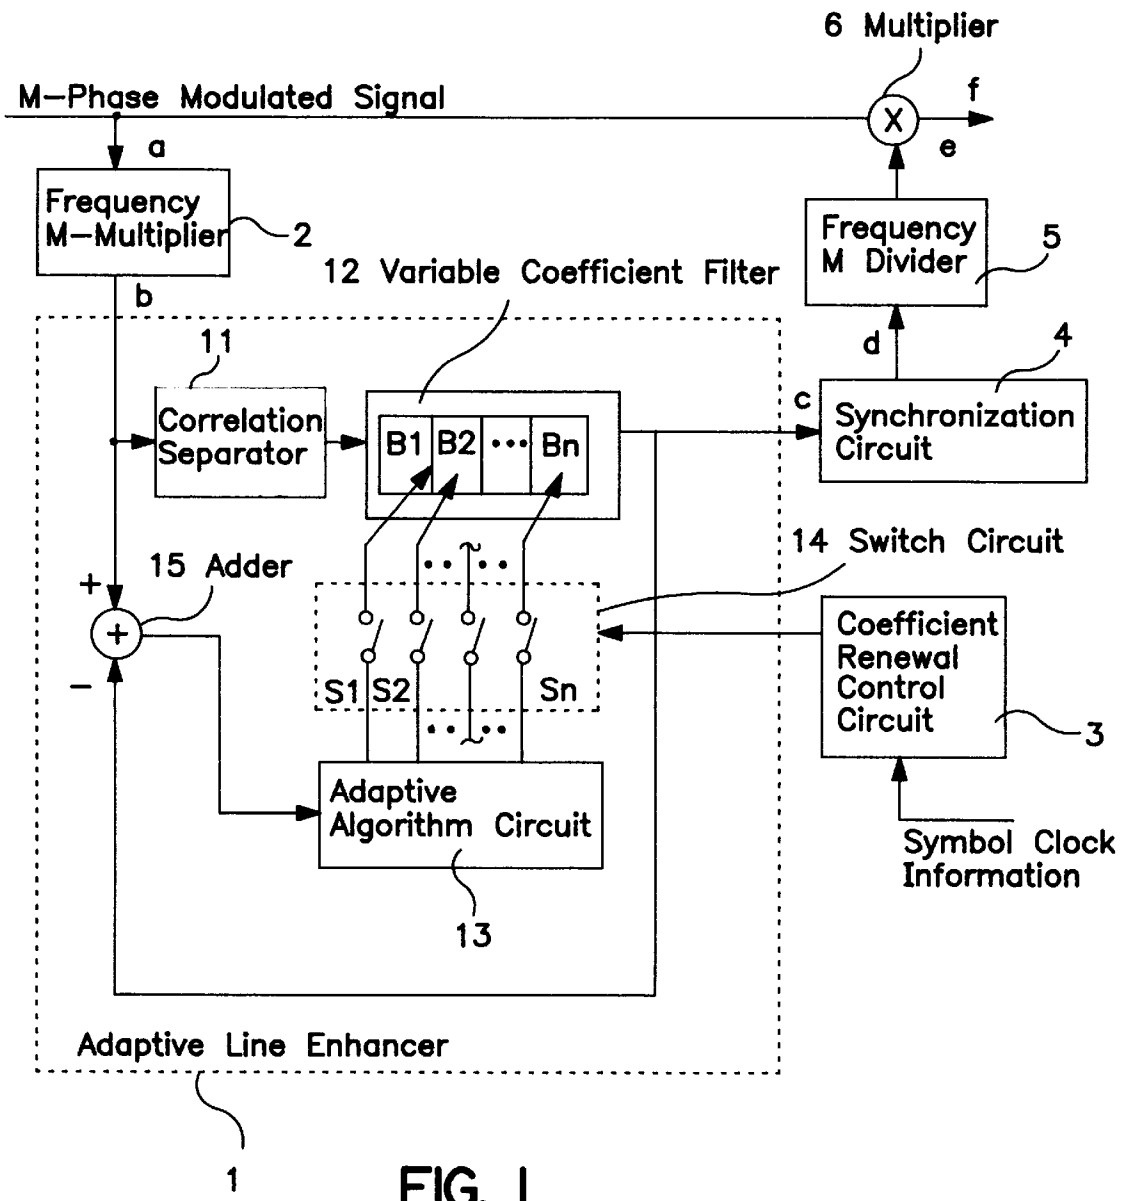 6 Multiplier
M-Phase Modulated Signal
f
X
a
e
Frequency
M-Multiplier
2
Frequency
M Divider
5
12 Variable Coefficient Filter
b
11
d
4
Correlation
Separator
B1 B2 ••• Bn
c
Synchronization
Circuit
14 Switch Circuit
15 Adder
+
+
-
S1 S2 Sn
Coefficient
Renewal
Control
Circuit
3
Adaptive
Algorithm Circuit
13
Symbol Clock
Information
Adaptive Line Enhancer
1
FIG. 1